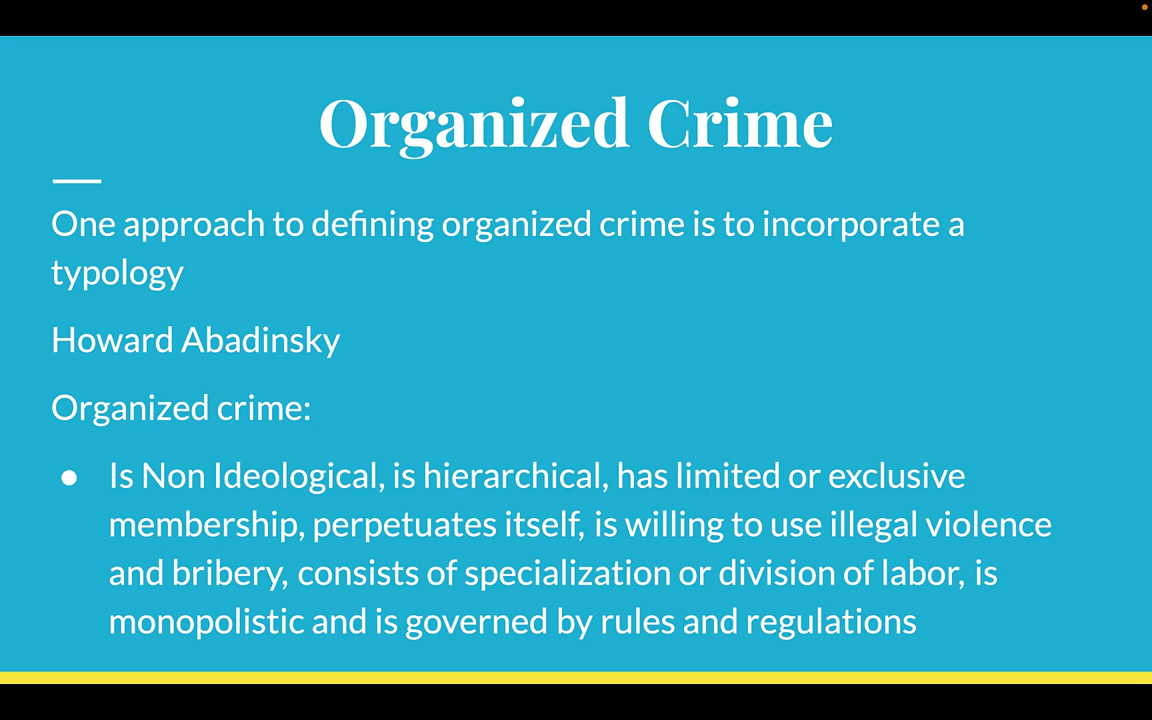 Organized Crime
One approach to defining organized crime is to incorporate a
typology
Howard Abadinsky
Organized crime:
● Is Non Ideological, is hierarchical, has limited or exclusive
membership, perpetuates itself, is willing to use illegal violence
and bribery, consists of specialization or division of labor, is
monopolistic and is governed by rules and regulations